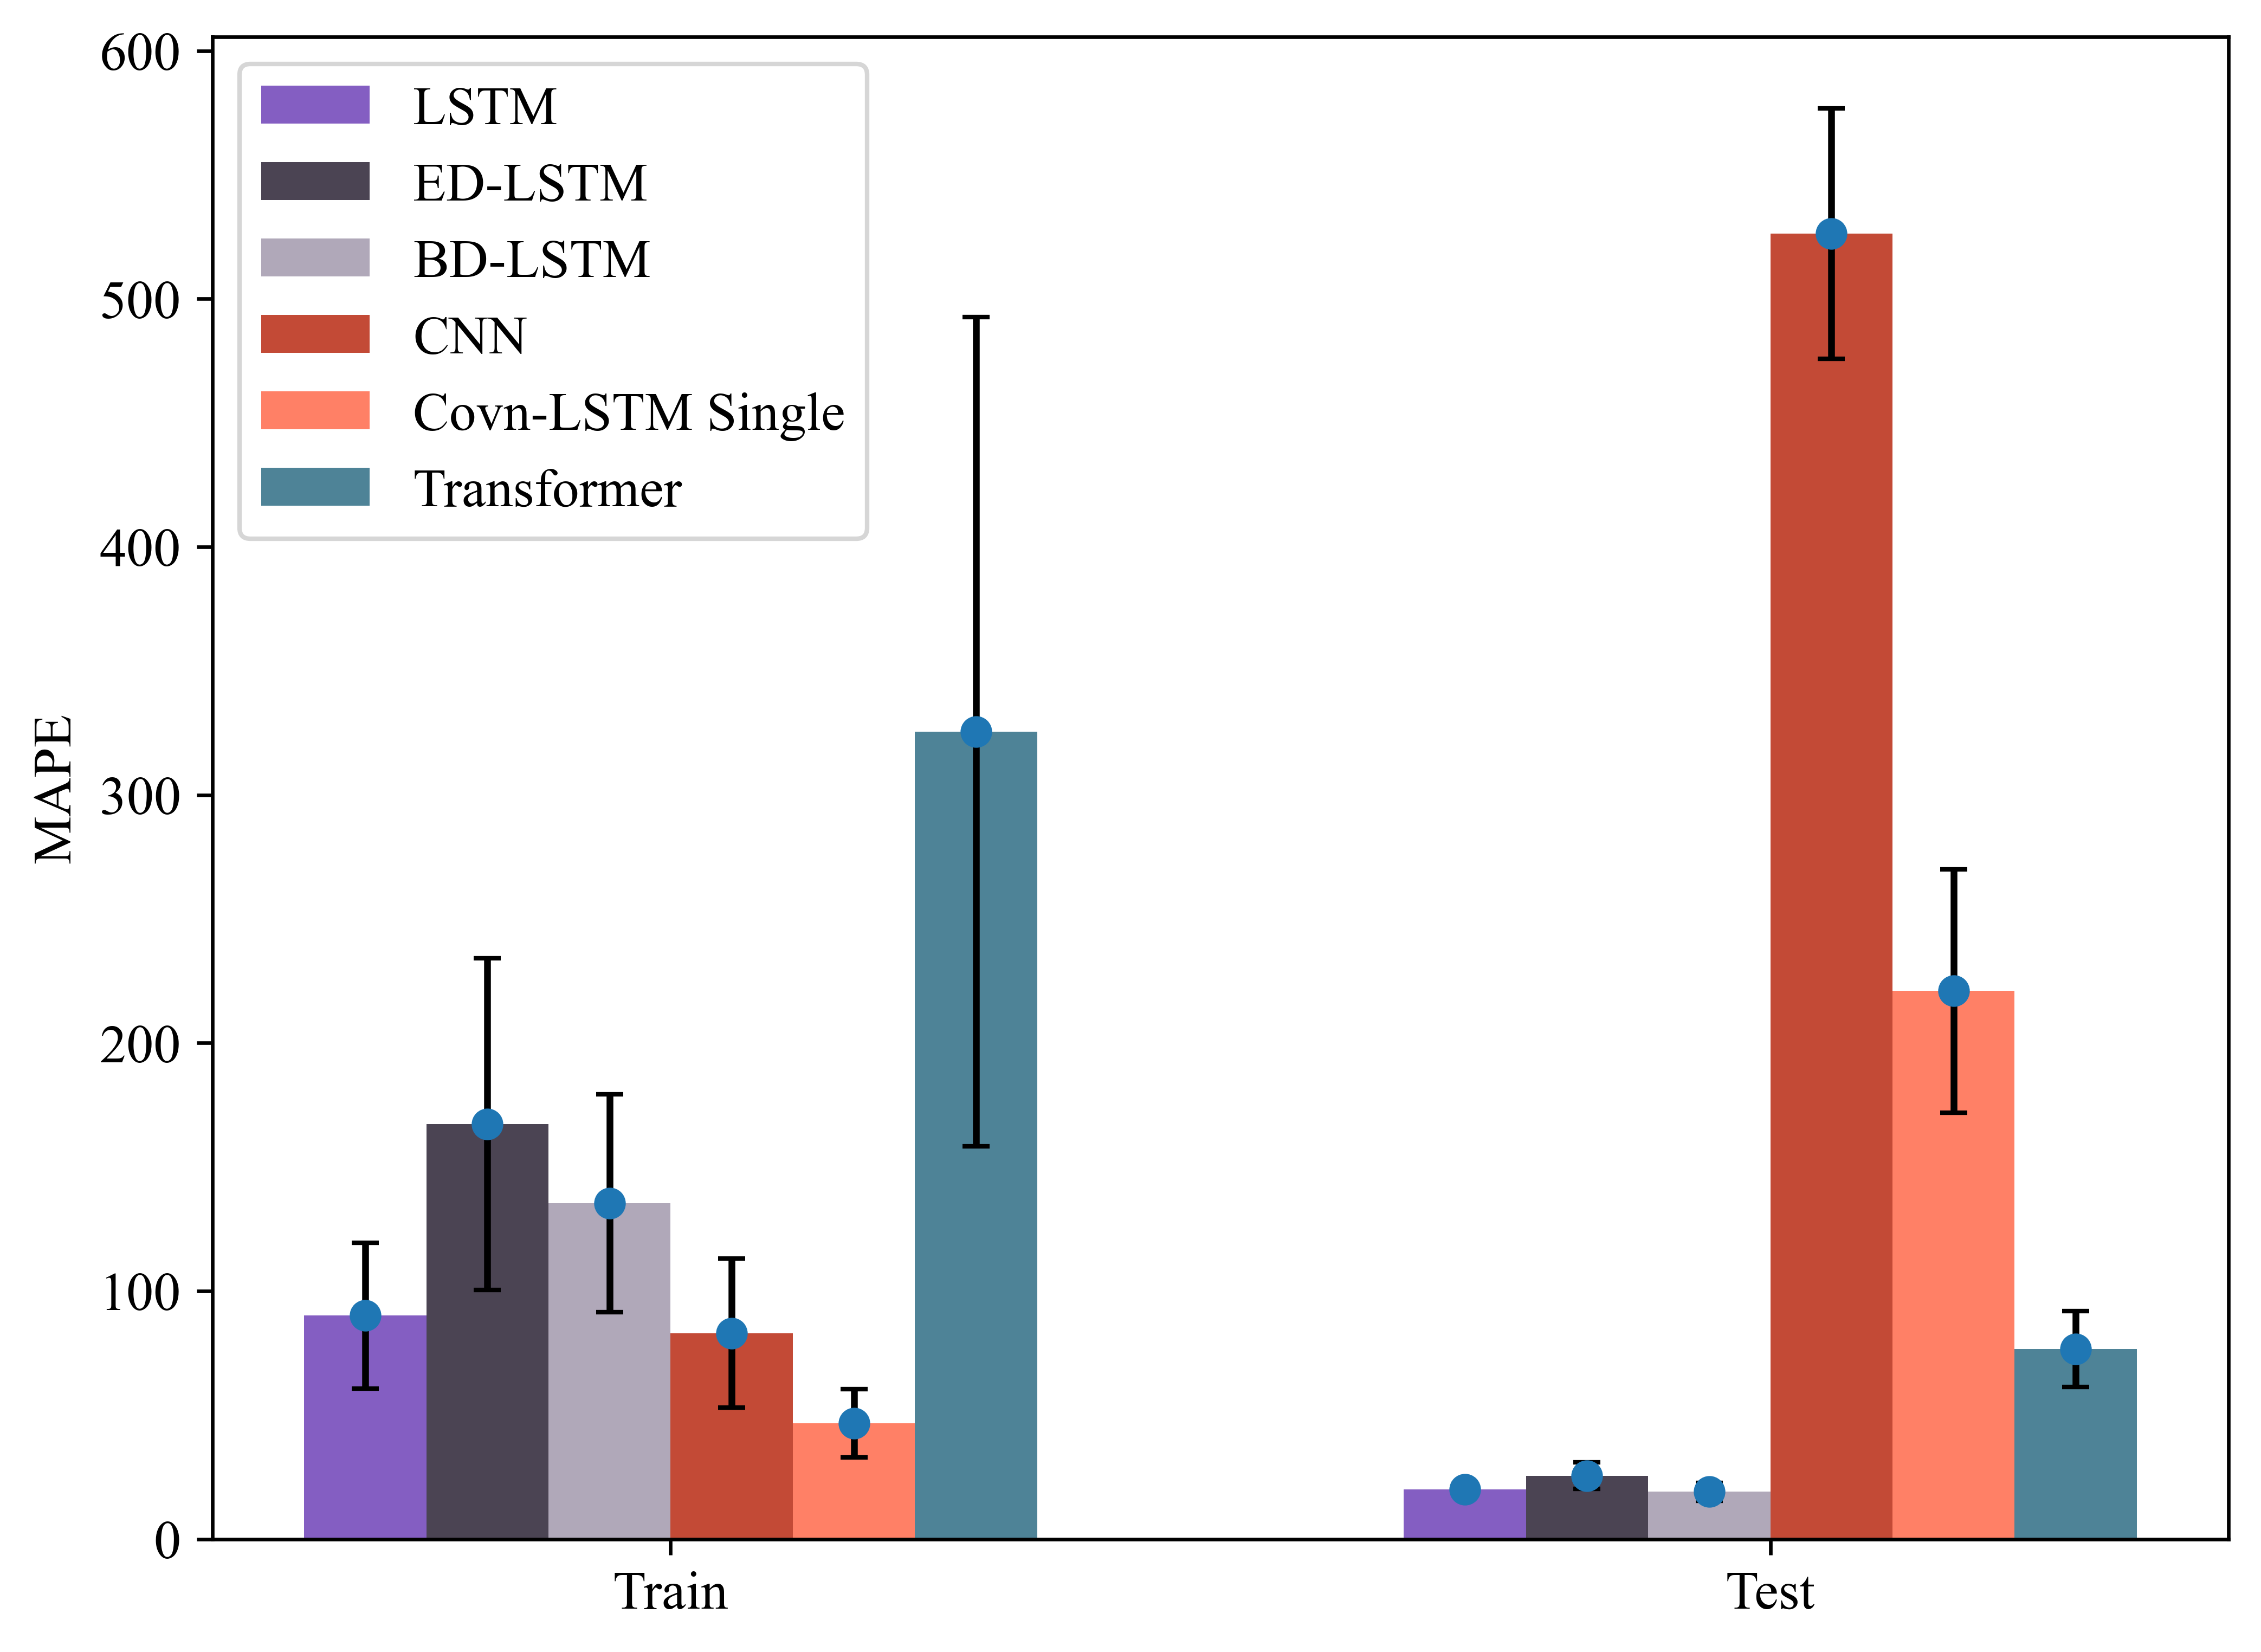 600
500
400
300
200
100
0
MAPE
LSTM
ED-LSTM
BD-LSTM
CNN
Covn-LSTM Single
Transformer
Train
Test